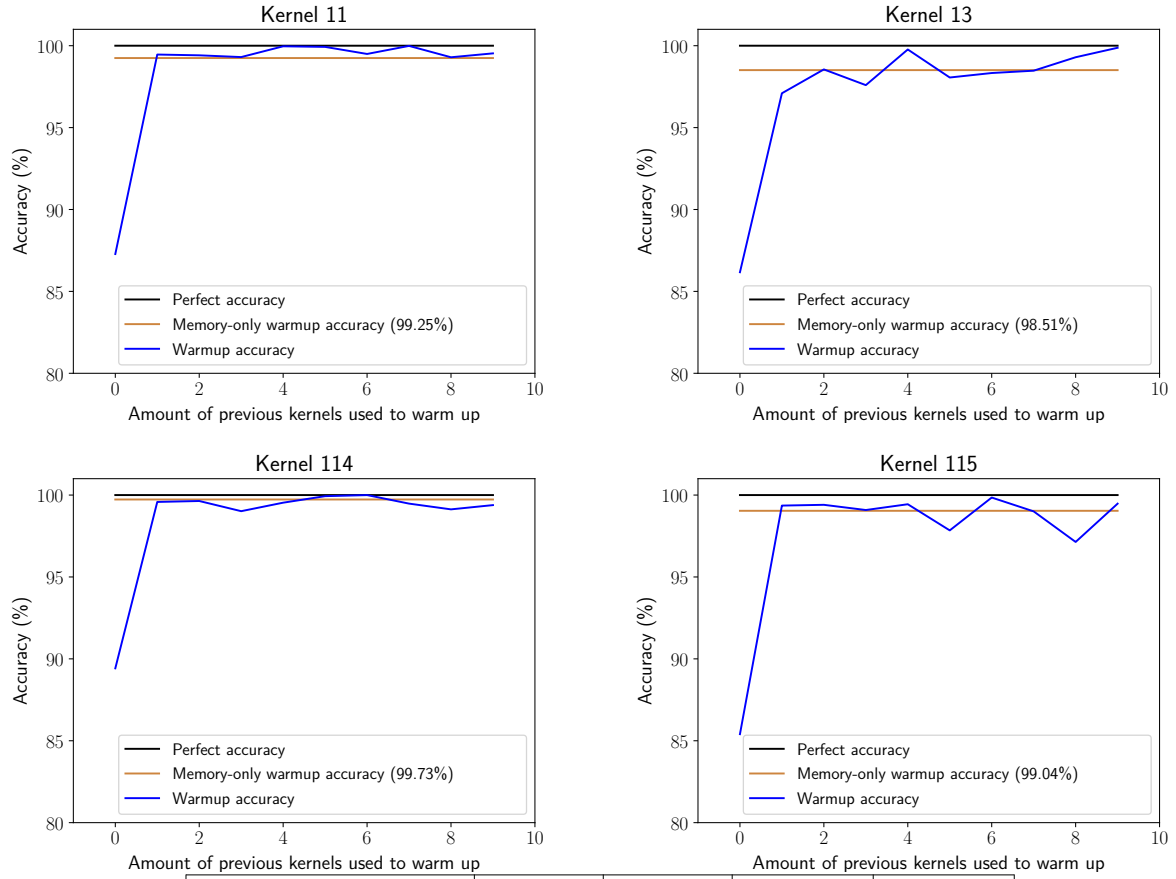 Kernel 11
100
95
90
85
80
Accuracy (%)
Perfect accuracy
Memory-only warmup accuracy (99.25%)
Warmup accuracy
0 2 4 6 8 10
Amount of previous kernels used to warm up
Kernel 13
100
95
90
85
80
Accuracy (%)
Perfect accuracy
Memory-only warmup accuracy (98.51%)
Warmup accuracy
0 2 4 6 8 10
Amount of previous kernels used to warm up
Kernel 114
100
95
90
85
80
Accuracy (%)
Perfect accuracy
Memory-only warmup accuracy (99.73%)
Warmup accuracy
0 2 4 6 8 10
Amount of previous kernels used to warm up
Kernel 115
100
95
90
85
80
Accuracy (%)
Perfect accuracy
Memory-only warmup accuracy (99.04%)
Warmup accuracy
0 2 4 6 8 10
Amount of previous kernels used to warm up